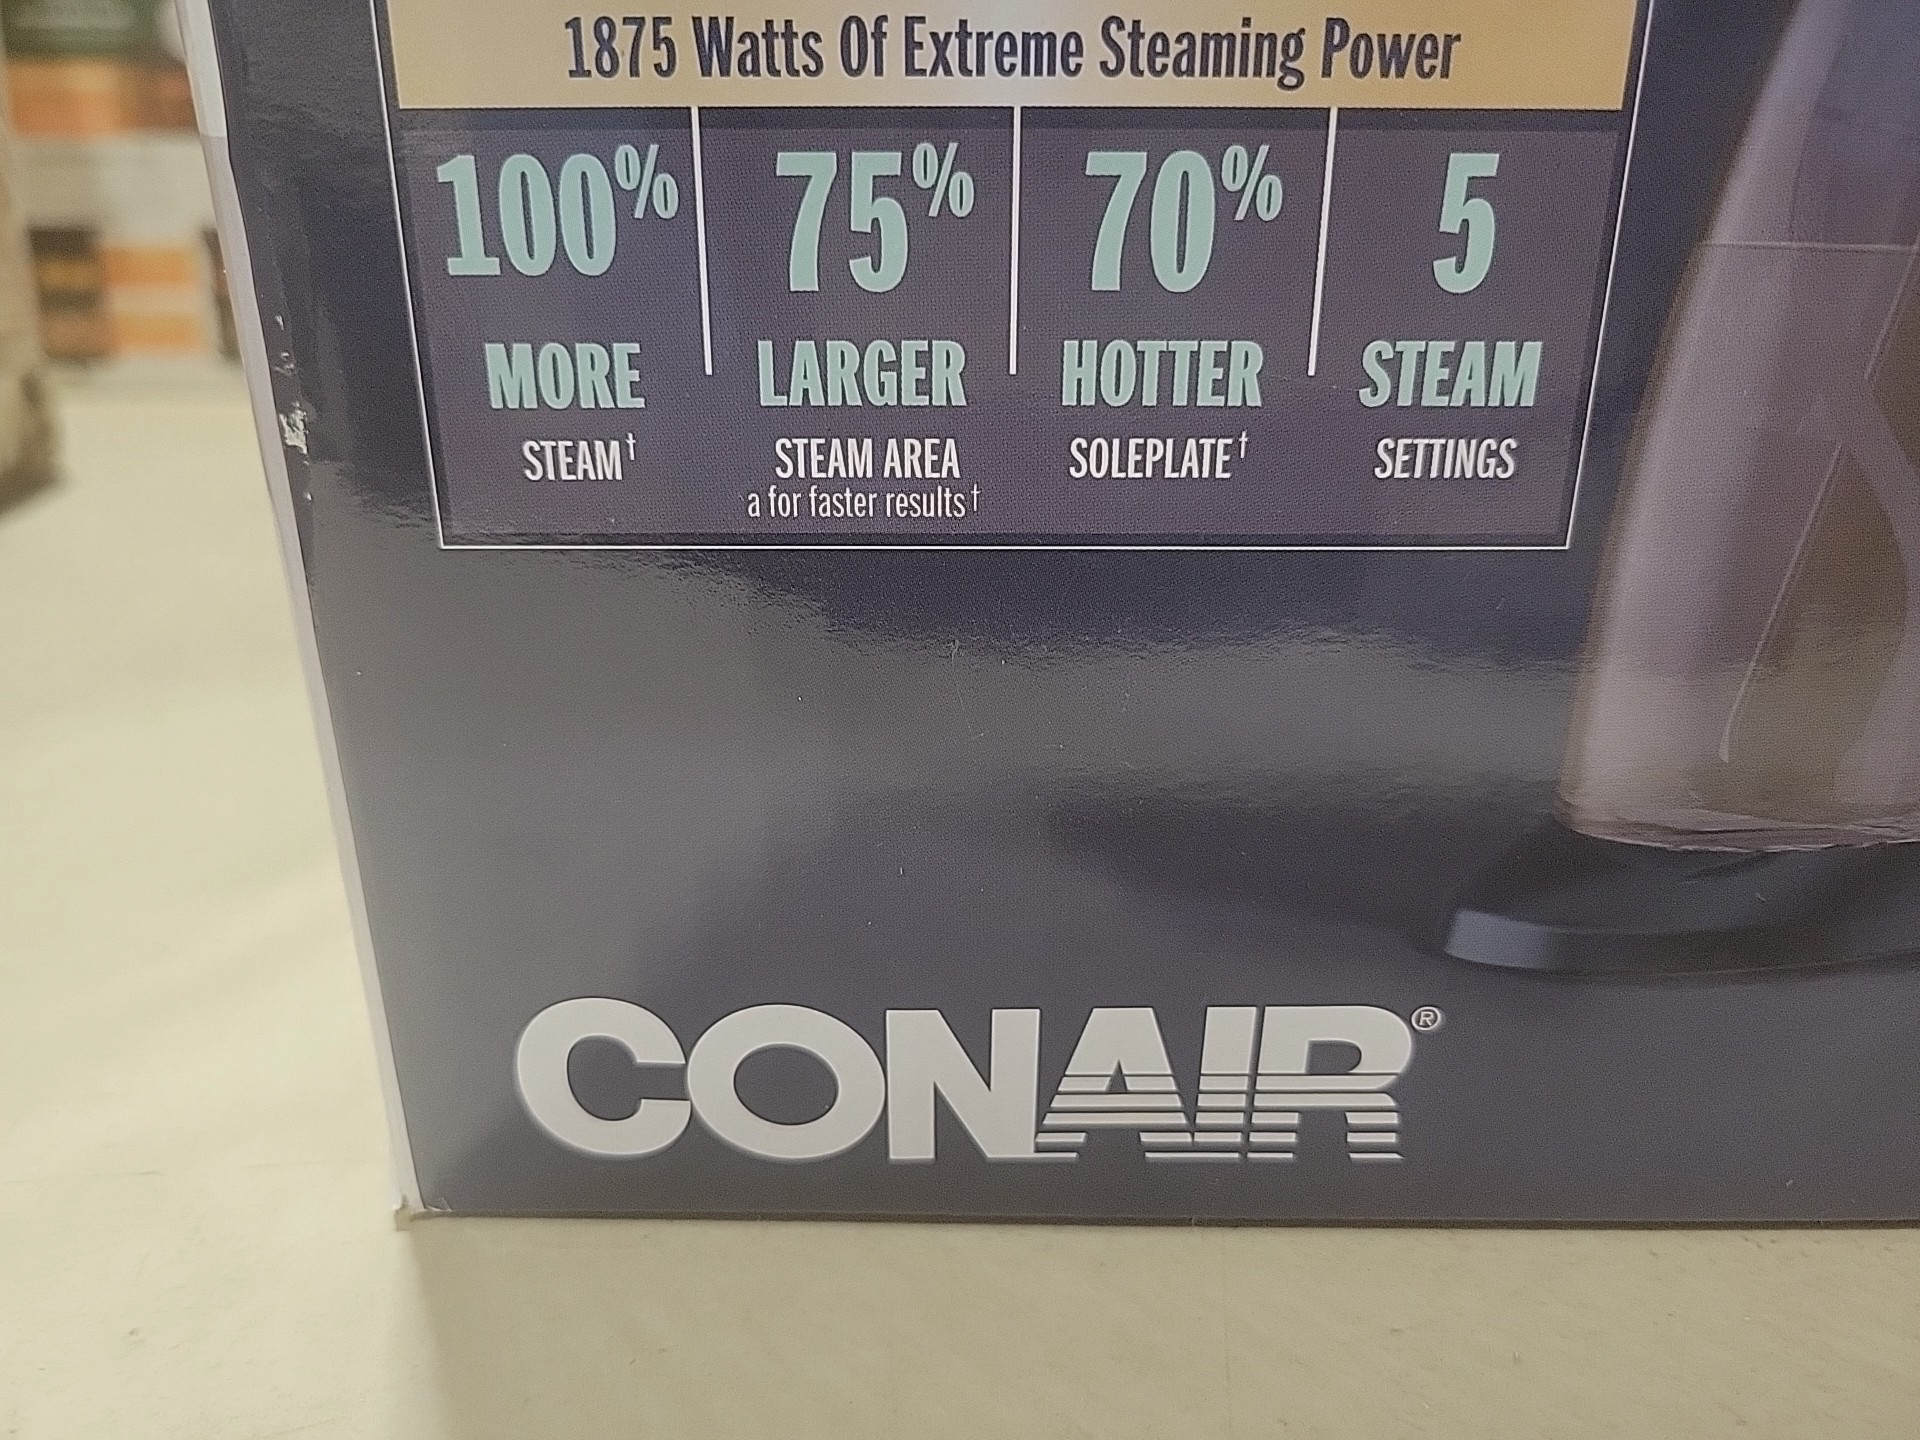 1875 Watts Of Extreme Steaming Power
100% 75% 70% 5
MORE LARGER HOTTER STEAM
STEAM† STEAM AREA SOLEPLATE† SETTINGS
a for faster results†
CONAIR®